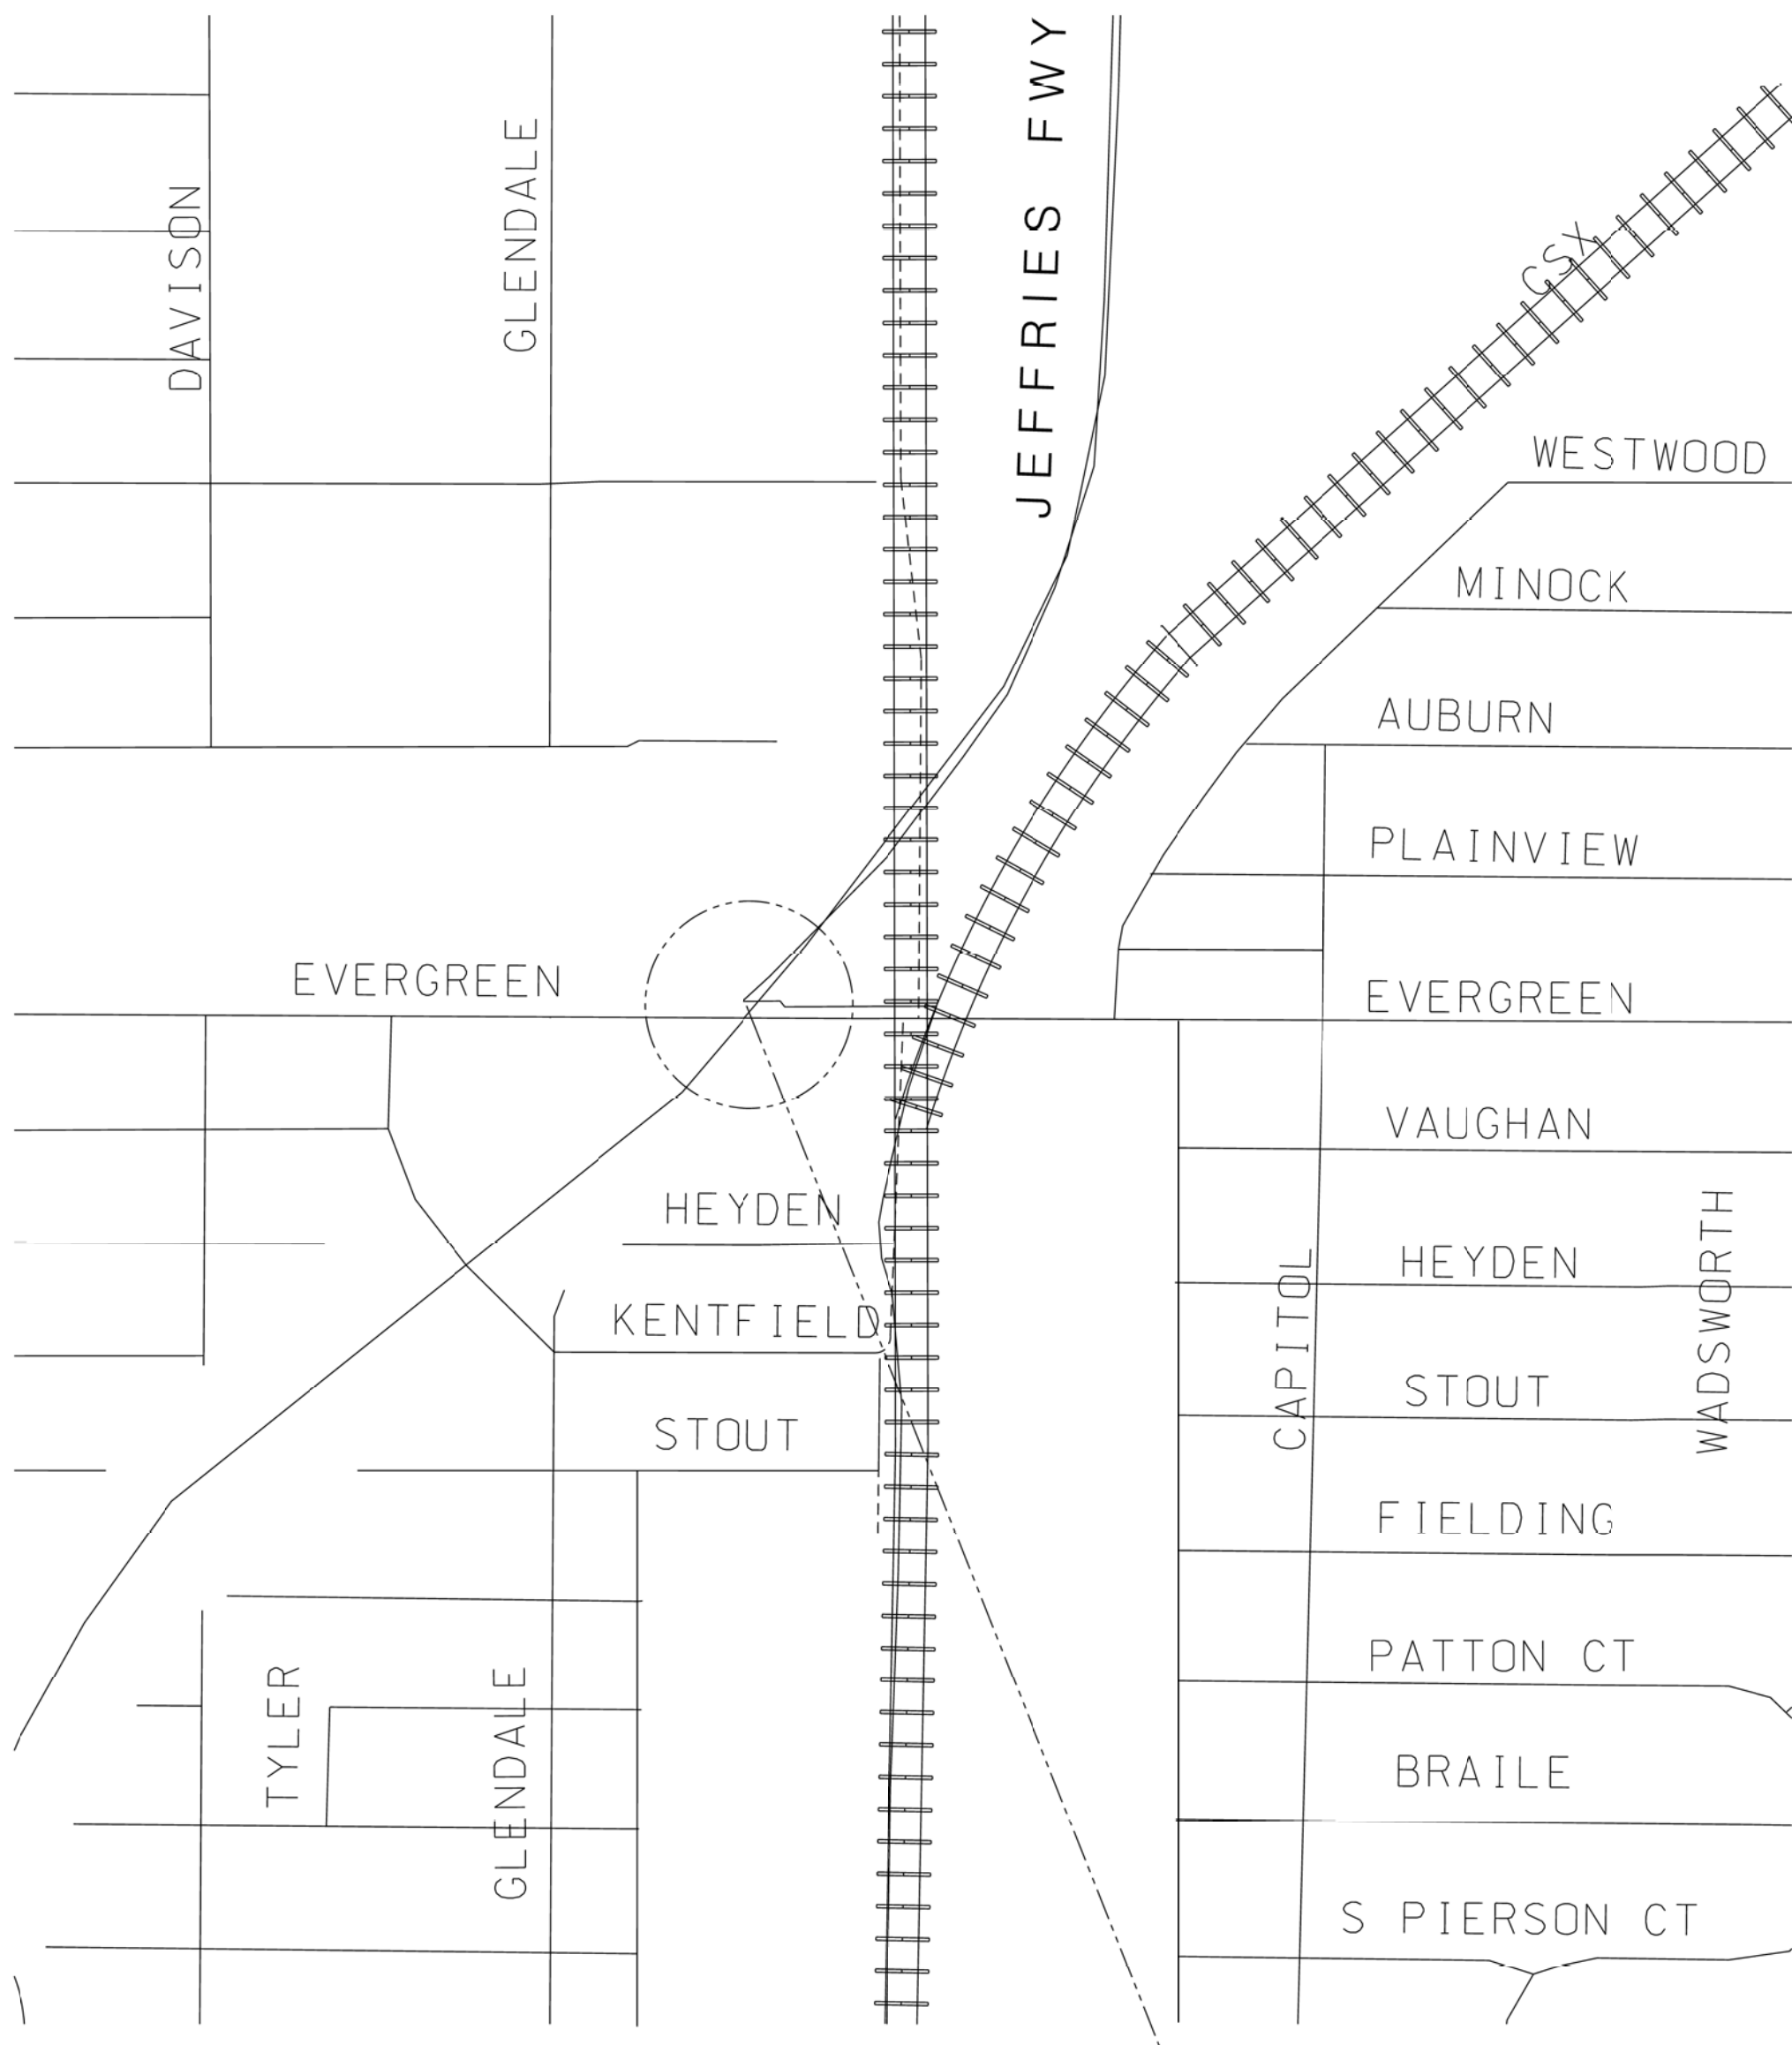 JEFFRIES FWY
GLENDALE
DAVISON
CSX
WESTWOOD
MINOCK
AUBURN
PLAINVIEW
EVERGREEN
EVERGREEN
VAUGHAN
HEYDEN
HEYDEN
WADSWORTH
CAPITOL
KENTFIELD
STOUT
STOUT
FIELDING
PATTON CT
TYLER
GLENDALE
BRAILE
S PIERSON CT